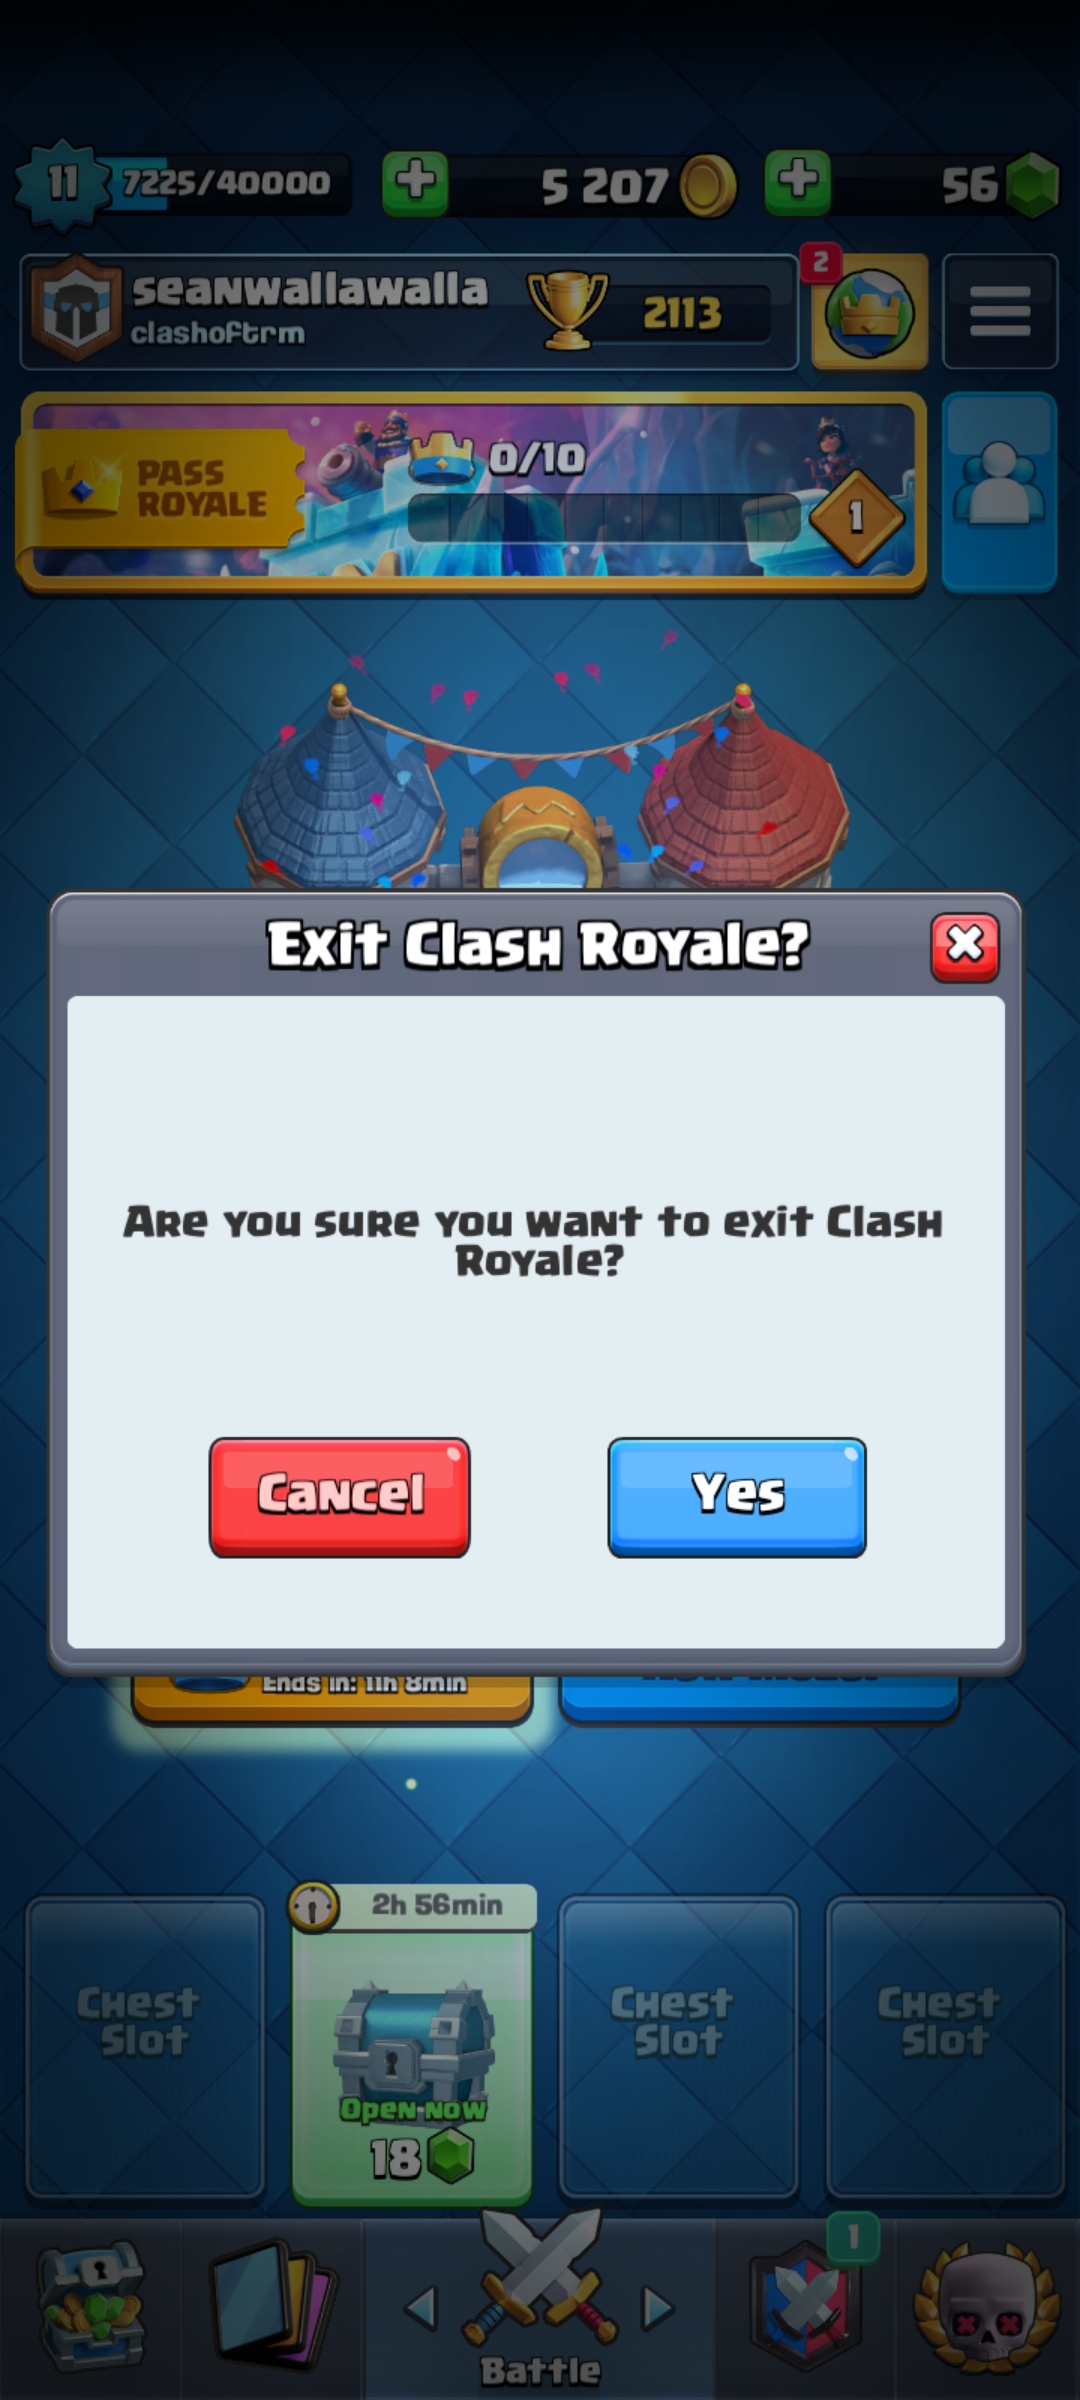 11
7225/40000
5 207
56
seanwallawalla
2113
2
clashoftrm
PASS
ROYALE
0/10
1
Exit Clash Royale?
Are you sure you want to exit Clash
Royale?
Cancel
Yes
Ends in: 11h 8min
2h 56min
Chest
Slot
Open now
18
Chest
Slot
Chest
Slot
1
Battle